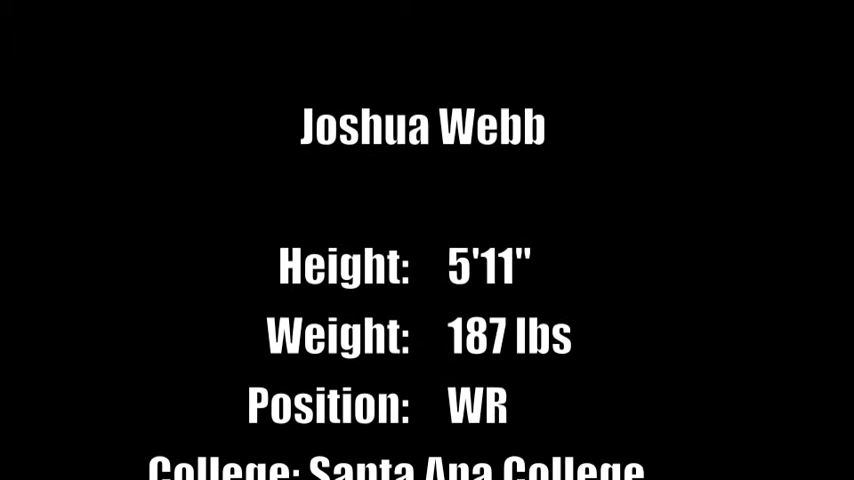 Joshua Webb
Height: 5'11"
Weight: 187 lbs
Position: WR
College: Santa Ana College